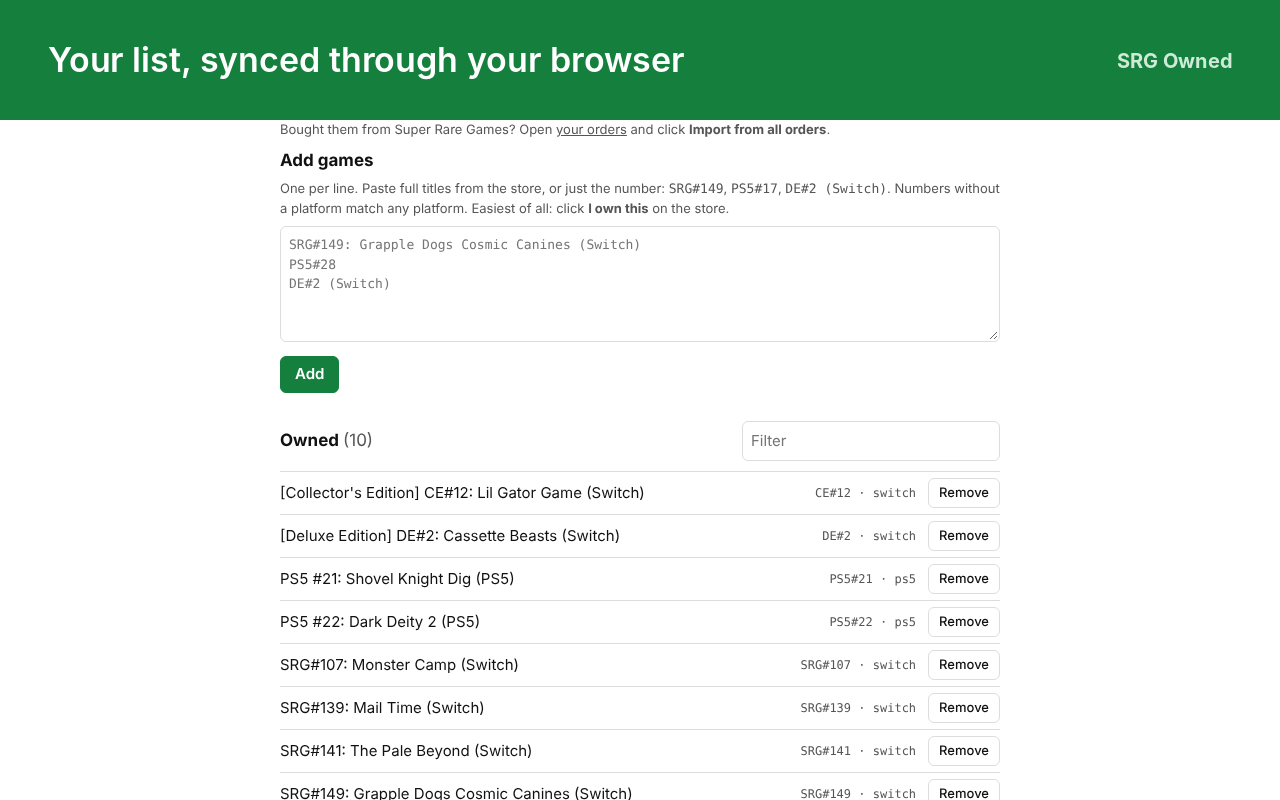 Your list, synced through your browser
SRG Owned
Bought them from Super Rare Games? Open your orders and click Import from all orders.
Add games
One per line. Paste full titles from the store, or just the number: SRG#149, PS5#17, DE#2 (Switch). Numbers without
a platform match any platform. Easiest of all: click I own this on the store.
SRG#149: Grapple Dogs Cosmic Canines (Switch)
PS5#28
DE#2 (Switch)
Add
Owned (10)
Filter
[Collector's Edition] CE#12: Lil Gator Game (Switch) CE#12 · switch Remove
[Deluxe Edition] DE#2: Cassette Beasts (Switch) DE#2 · switch Remove
PS5 #21: Shovel Knight Dig (PS5) PS5#21 · ps5 Remove
PS5 #22: Dark Deity 2 (PS5) PS5#22 · ps5 Remove
SRG#107: Monster Camp (Switch) SRG#107 · switch Remove
SRG#139: Mail Time (Switch) SRG#139 · switch Remove
SRG#141: The Pale Beyond (Switch) SRG#141 · switch Remove
SRG#149: Grapple Dogs Cosmic Canines (Switch) SRG#149 · switch Remove